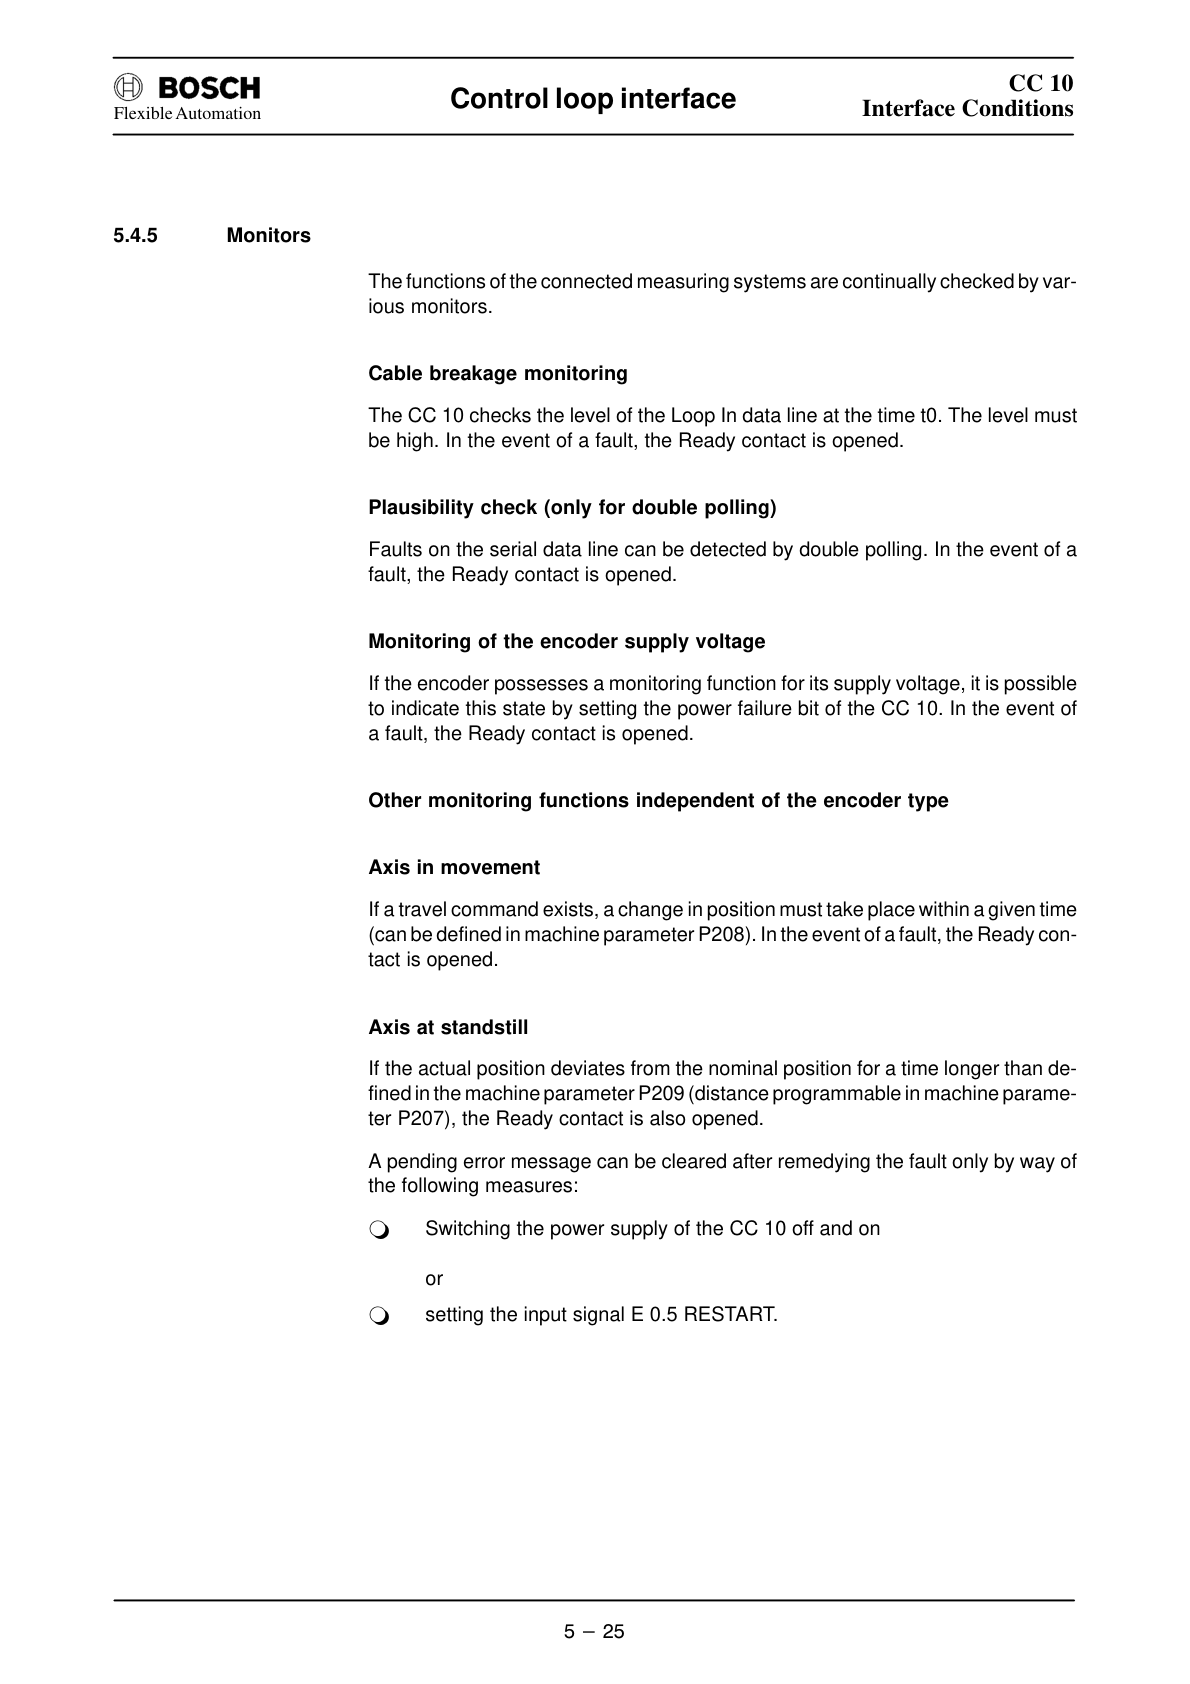 BOSCH
Flexible Automation
Control loop interface
CC 10
Interface Conditions
5.4.5 Monitors
The functions of the connected measuring systems are continually checked by var-
ious monitors.
Cable breakage monitoring
The CC 10 checks the level of the Loop In data line at the time t0. The level must
be high. In the event of a fault, the Ready contact is opened.
Plausibility check (only for double polling)
Faults on the serial data line can be detected by double polling. In the event of a
fault, the Ready contact is opened.
Monitoring of the encoder supply voltage
If the encoder possesses a monitoring function for its supply voltage, it is possible
to indicate this state by setting the power failure bit of the CC 10. In the event of
a fault, the Ready contact is opened.
Other monitoring functions independent of the encoder type
Axis in movement
If a travel command exists, a change in position must take place within a given time
(can be defined in machine parameter P208). In the event of a fault, the Ready con-
tact is opened.
Axis at standstill
If the actual position deviates from the nominal position for a time longer than de-
fined in the machine parameter P209 (distance programmable in machine parame-
ter P207), the Ready contact is also opened.
A pending error message can be cleared after remedying the fault only by way of
the following measures:
❍ Switching the power supply of the CC 10 off and on
or
❍ setting the input signal E 0.5 RESTART.
5 – 25